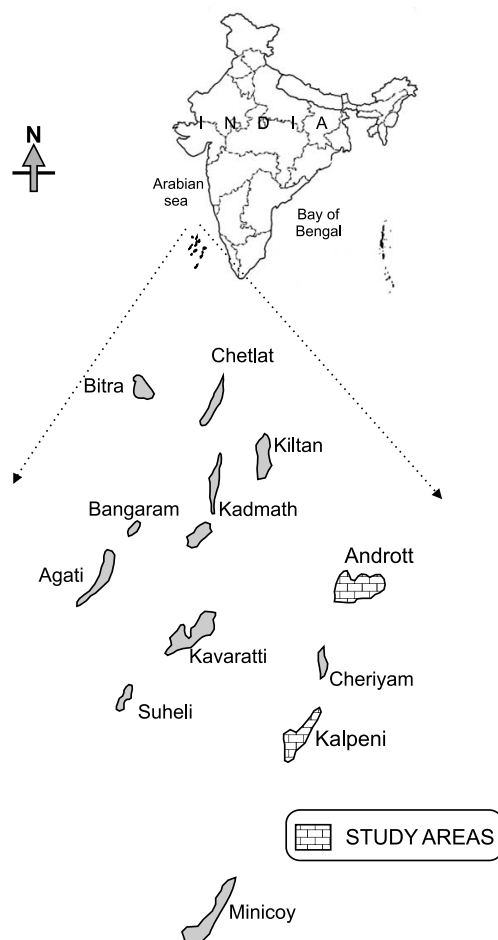 I N D I A
N
Arabian
sea
Bay of
Bengal
Chetlat
Bitra
Kiltan
Bangaram
Kadmath
Agati
Andrott
Kavaratti
Cheriyam
Suheli
Kalpeni
STUDY AREAS
Minicoy